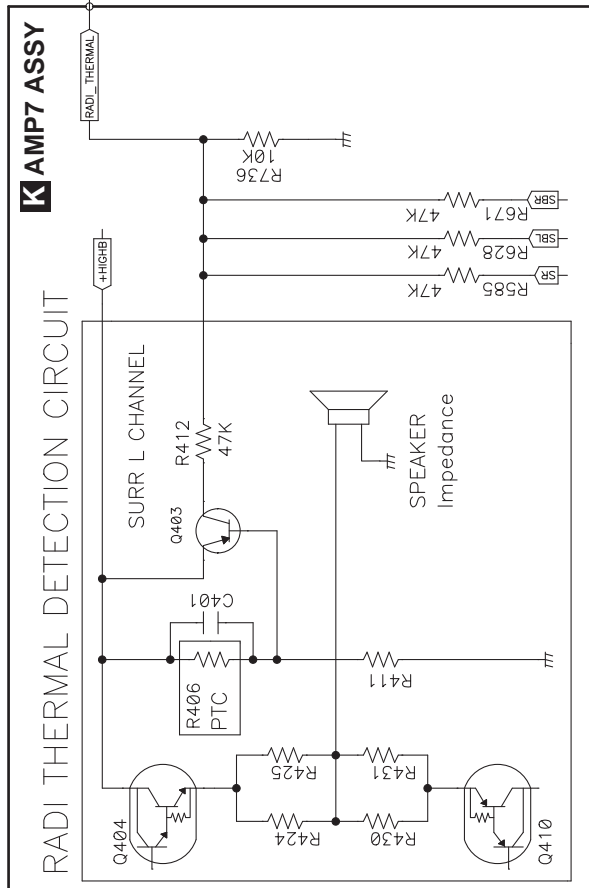 K AMP7 ASSY
RADI_THERMAL
RADI THERMAL DETECTION CIRCUIT
+HIGHB
R736
10K
R671
47K
SBR
R628
47K
SBL
R585
47K
SR
SURR L CHANNEL
R412
47K
Q403
C401
R406
PTC
R411
SPEAKER
Impedance
Q404
R425
R424
R431
R430
Q410